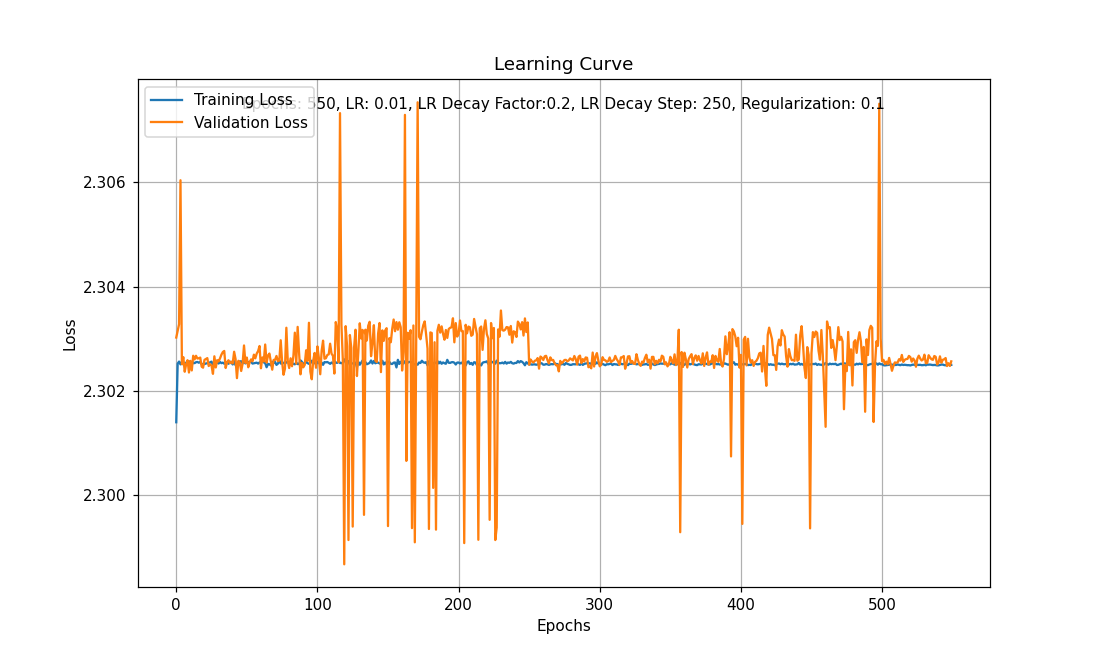 Learning Curve
Epochs: 550, LR: 0.01, LR Decay Factor:0.2, LR Decay Step: 250, Regularization: 0.1
Training Loss
Validation Loss
2.306
2.304
2.302
2.300
Loss
0 100 200 300 400 500
Epochs